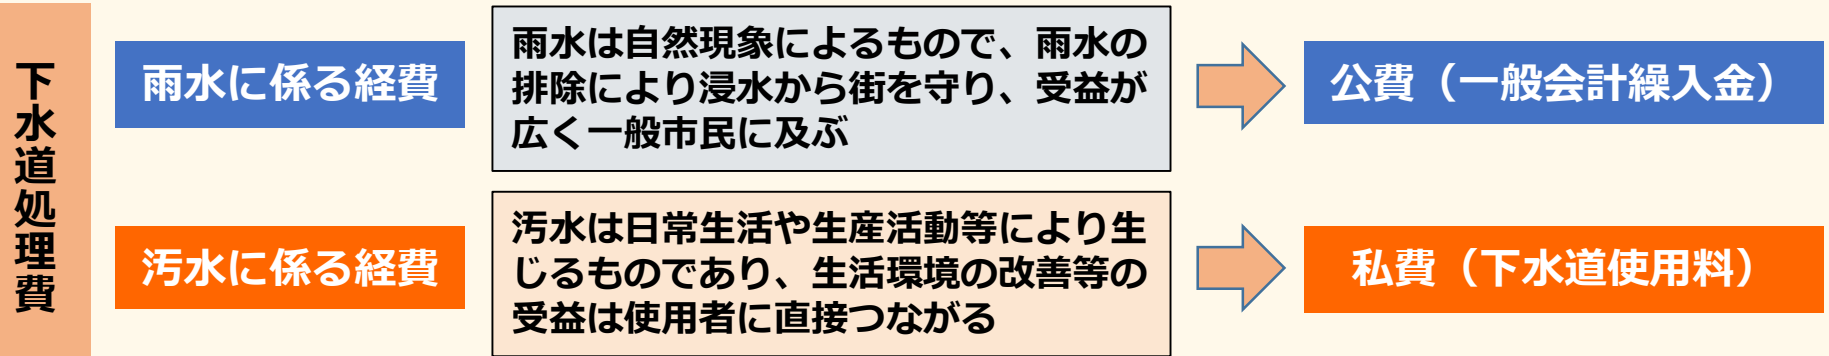 下水道処理費
雨水に係る経費
雨水は自然現象によるもので、雨水の
排除により浸水から街を守り、受益が
広く一般市民に及ぶ
公費（一般会計繰入金）
汚水に係る経費
汚水は日常生活や生産活動等により生
じるものであり、生活環境の改善等の
受益は使用者に直接つながる
私費（下水道使用料）